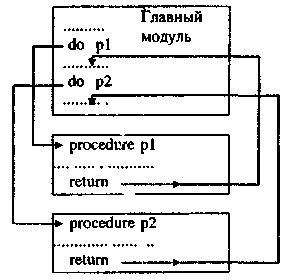 Главный
модуль
..........
do p1
..........
do p2
..........
procedure p1
..........
return
procedure p2
..........
return